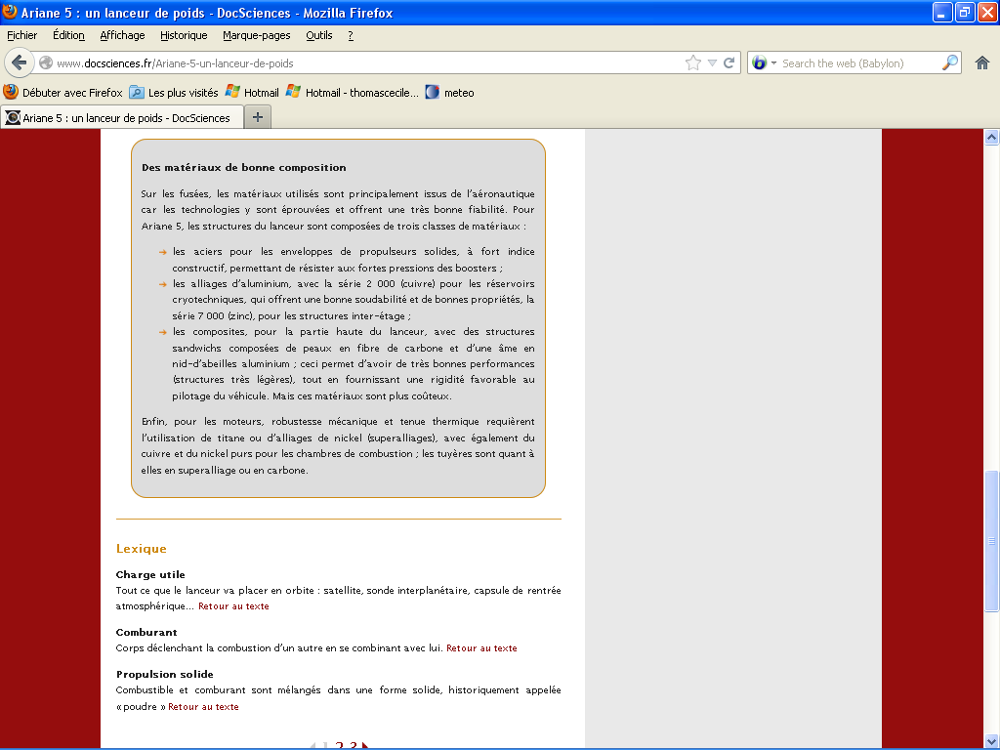 Ariane 5 : un lanceur de poids - DocSciences - Mozilla Firefox
Fichier Édition Affichage Historique Marque-pages Outils ?
www.docsciences.fr/Ariane-5-un-lanceur-de-poids
Search the web (Babylon)
Débuter avec Firefox Les plus visités Hotmail Hotmail - thomascecile... meteo
Ariane 5 : un lanceur de poids - DocSciences +
Des matériaux de bonne composition
Sur les fusées, les matériaux utilisés sont principalement issus de l'aéronautique
car les technologies y sont éprouvées et offrent une très bonne fiabilité. Pour
Ariane 5, les structures du lanceur sont composées de trois classes de matériaux :
➔ les aciers pour les enveloppes de propulseurs solides, à fort indice
constructif, permettant de résister aux fortes pressions des boosters ;
➔ les alliages d'aluminium, avec la série 2 000 (cuivre) pour les réservoirs
cryotechniques, qui offrent une bonne soudabilité et de bonnes propriétés, la
série 7 000 (zinc), pour les structures inter-étage ;
➔ les composites, pour la partie haute du lanceur, avec des structures
sandwichs composées de peaux en fibre de carbone et d'une âme en
nid-d'abeilles aluminium ; ceci permet d'avoir de très bonnes performances
(structures très légères), tout en fournissant une rigidité favorable au
pilotage du véhicule. Mais ces matériaux sont plus coûteux.
Enfin, pour les moteurs, robustesse mécanique et tenue thermique requièrent
l'utilisation de titane ou d'alliages de nickel (superalliages), avec également du
cuivre et du nickel purs pour les chambres de combustion ; les tuyères sont quant à
elles en superalliage ou en carbone.
Lexique
Charge utile
Tout ce que le lanceur va placer en orbite : satellite, sonde interplanétaire, capsule de rentrée
atmosphérique... Retour au texte
Comburant
Corps déclenchant la combustion d'un autre en se combinant avec lui. Retour au texte
Propulsion solide
Combustible et comburant sont mélangés dans une forme solide, historiquement appelée
« poudre » Retour au texte
1 2 3